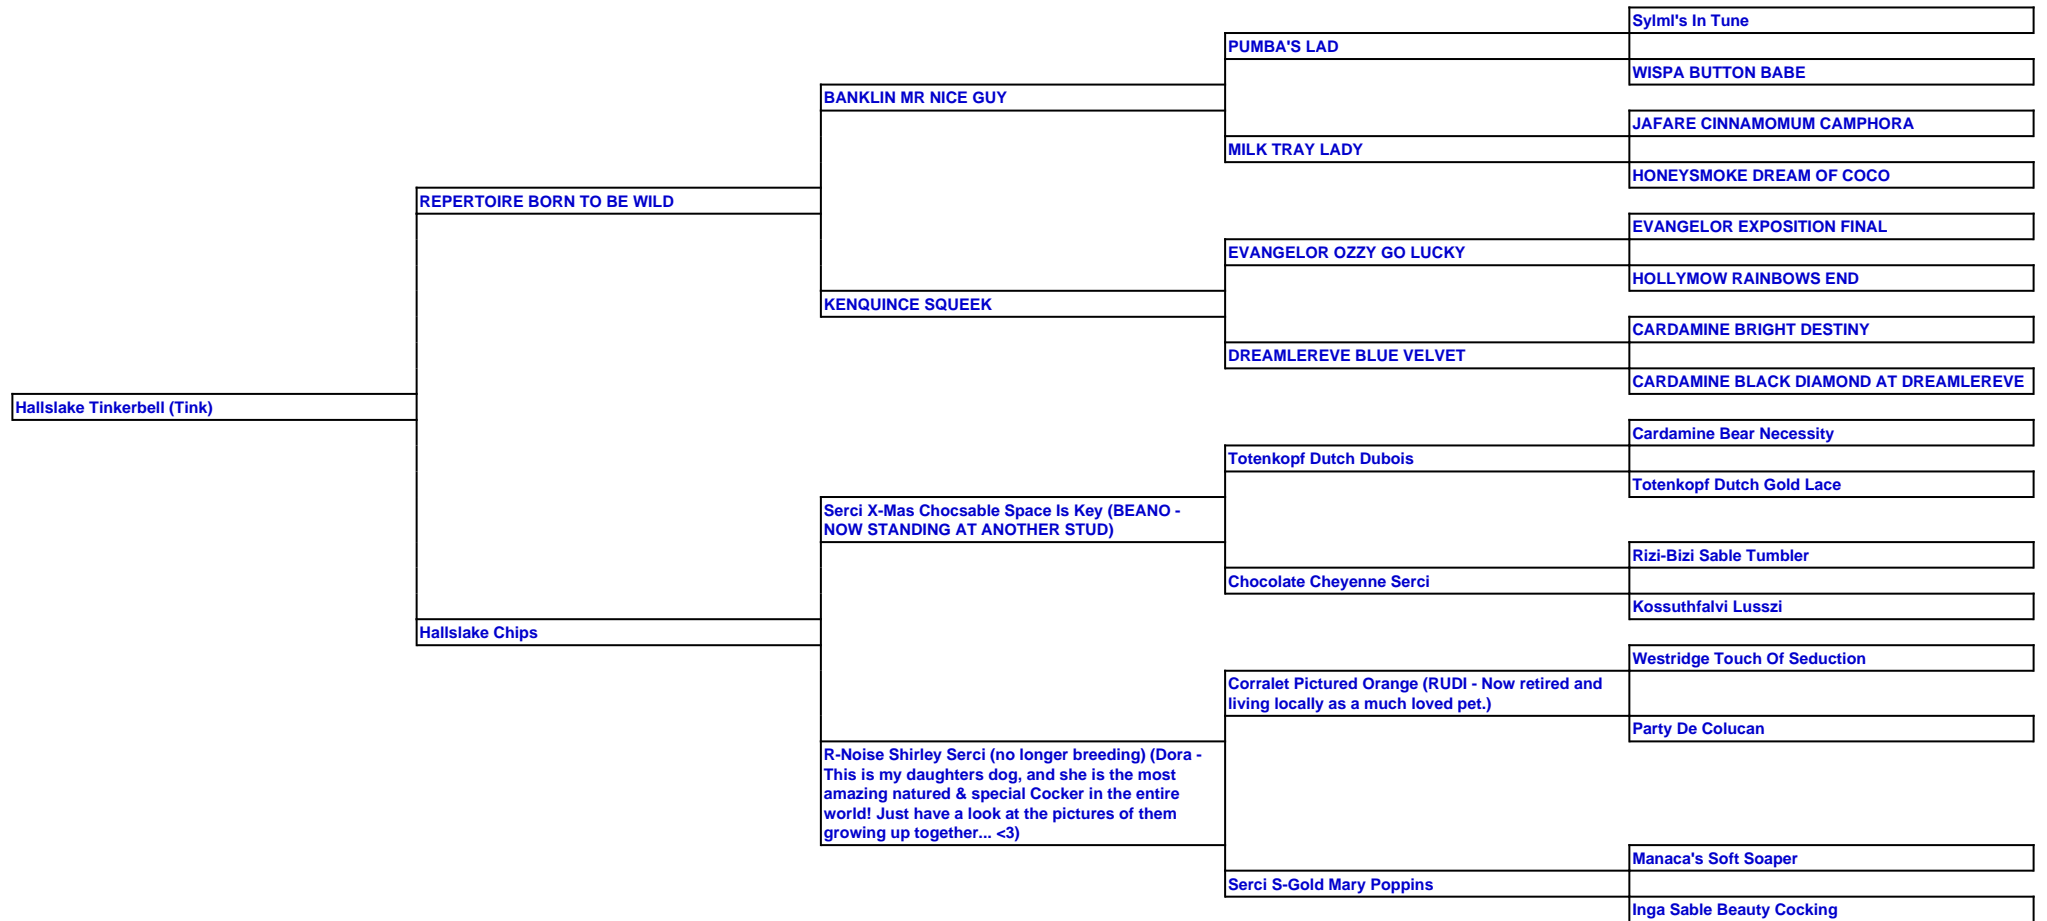 Sylml's In Tune
PUMBA'S LAD
WISPA BUTTON BABE
BANKLIN MR NICE GUY
JAFARE CINNAMOMUM CAMPHORA
MILK TRAY LADY
HONEYSMOKE DREAM OF COCO
REPERTOIRE BORN TO BE WILD
EVANGELOR EXPOSITION FINAL
EVANGELOR OZZY GO LUCKY
HOLLYMOW RAINBOWS END
KENQUINCE SQUEEK
CARDAMINE BRIGHT DESTINY
DREAMLEREVE BLUE VELVET
CARDAMINE BLACK DIAMOND AT DREAMLEREVE
Hallslake Tinkerbell (Tink)
Cardamine Bear Necessity
Totenkopf Dutch Dubois
Totenkopf Dutch Gold Lace
Serci X-Mas Chocsable Space Is Key (BEANO -
NOW STANDING AT ANOTHER STUD)
Rizi-Bizi Sable Tumbler
Chocolate Cheyenne Serci
Kossuthfalvi Lusszi
Hallslake Chips
Westridge Touch Of Seduction
Corralet Pictured Orange (RUDI - Now retired and
living locally as a much loved pet.)
Party De Colucan
R-Noise Shirley Serci (no longer breeding) (Dora -
This is my daughters dog, and she is the most
amazing natured & special Cocker in the entire
world! Just have a look at the pictures of them
growing up together... <3)
Manaca's Soft Soaper
Serci S-Gold Mary Poppins
Inga Sable Beauty Cocking